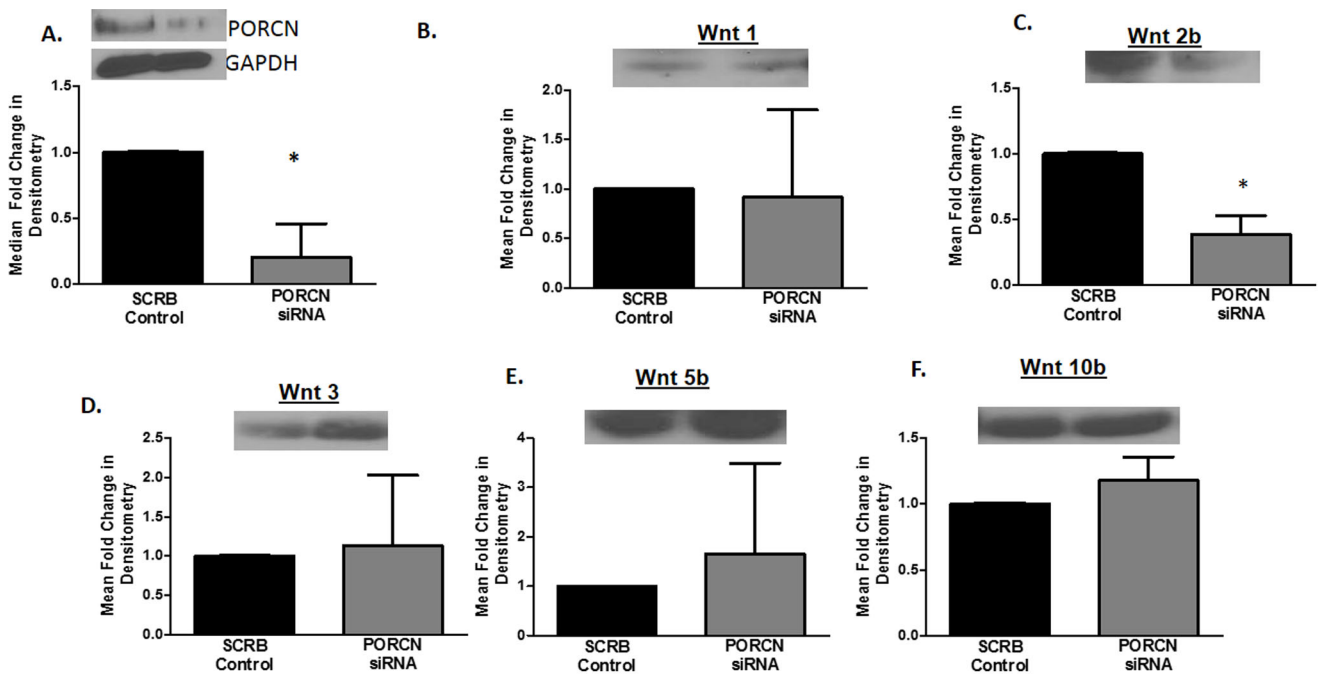 A.
PORCN
GAPDH
Median Fold Change in
Densitometry
1.5
1.0
0.5
0.0
*
SCRB
Control
PORCN
siRNA
B.
Wnt 1
Mean Fold Change in
Densitometry
2.0
1.5
1.0
0.5
0.0
SCRB
Control
PORCN
siRNA
C.
Wnt 2b
Mean Fold Change in
Densitometry
1.5
1.0
0.5
0.0
*
SCRB
Control
PORCN
siRNA
D.
Wnt 3
Mean Fold Change in
Densitometry
2.5
2.0
1.5
1.0
0.5
0.0
SCRB
Control
PORCN
siRNA
E.
Wnt 5b
Mean Fold Change in
Densitometry
4
3
2
1
0
SCRB
Control
PORCN
siRNA
F.
Wnt 10b
Mean Fold Change in
Densitometry
1.5
1.0
0.5
0.0
SCRB
Control
PORCN
siRNA